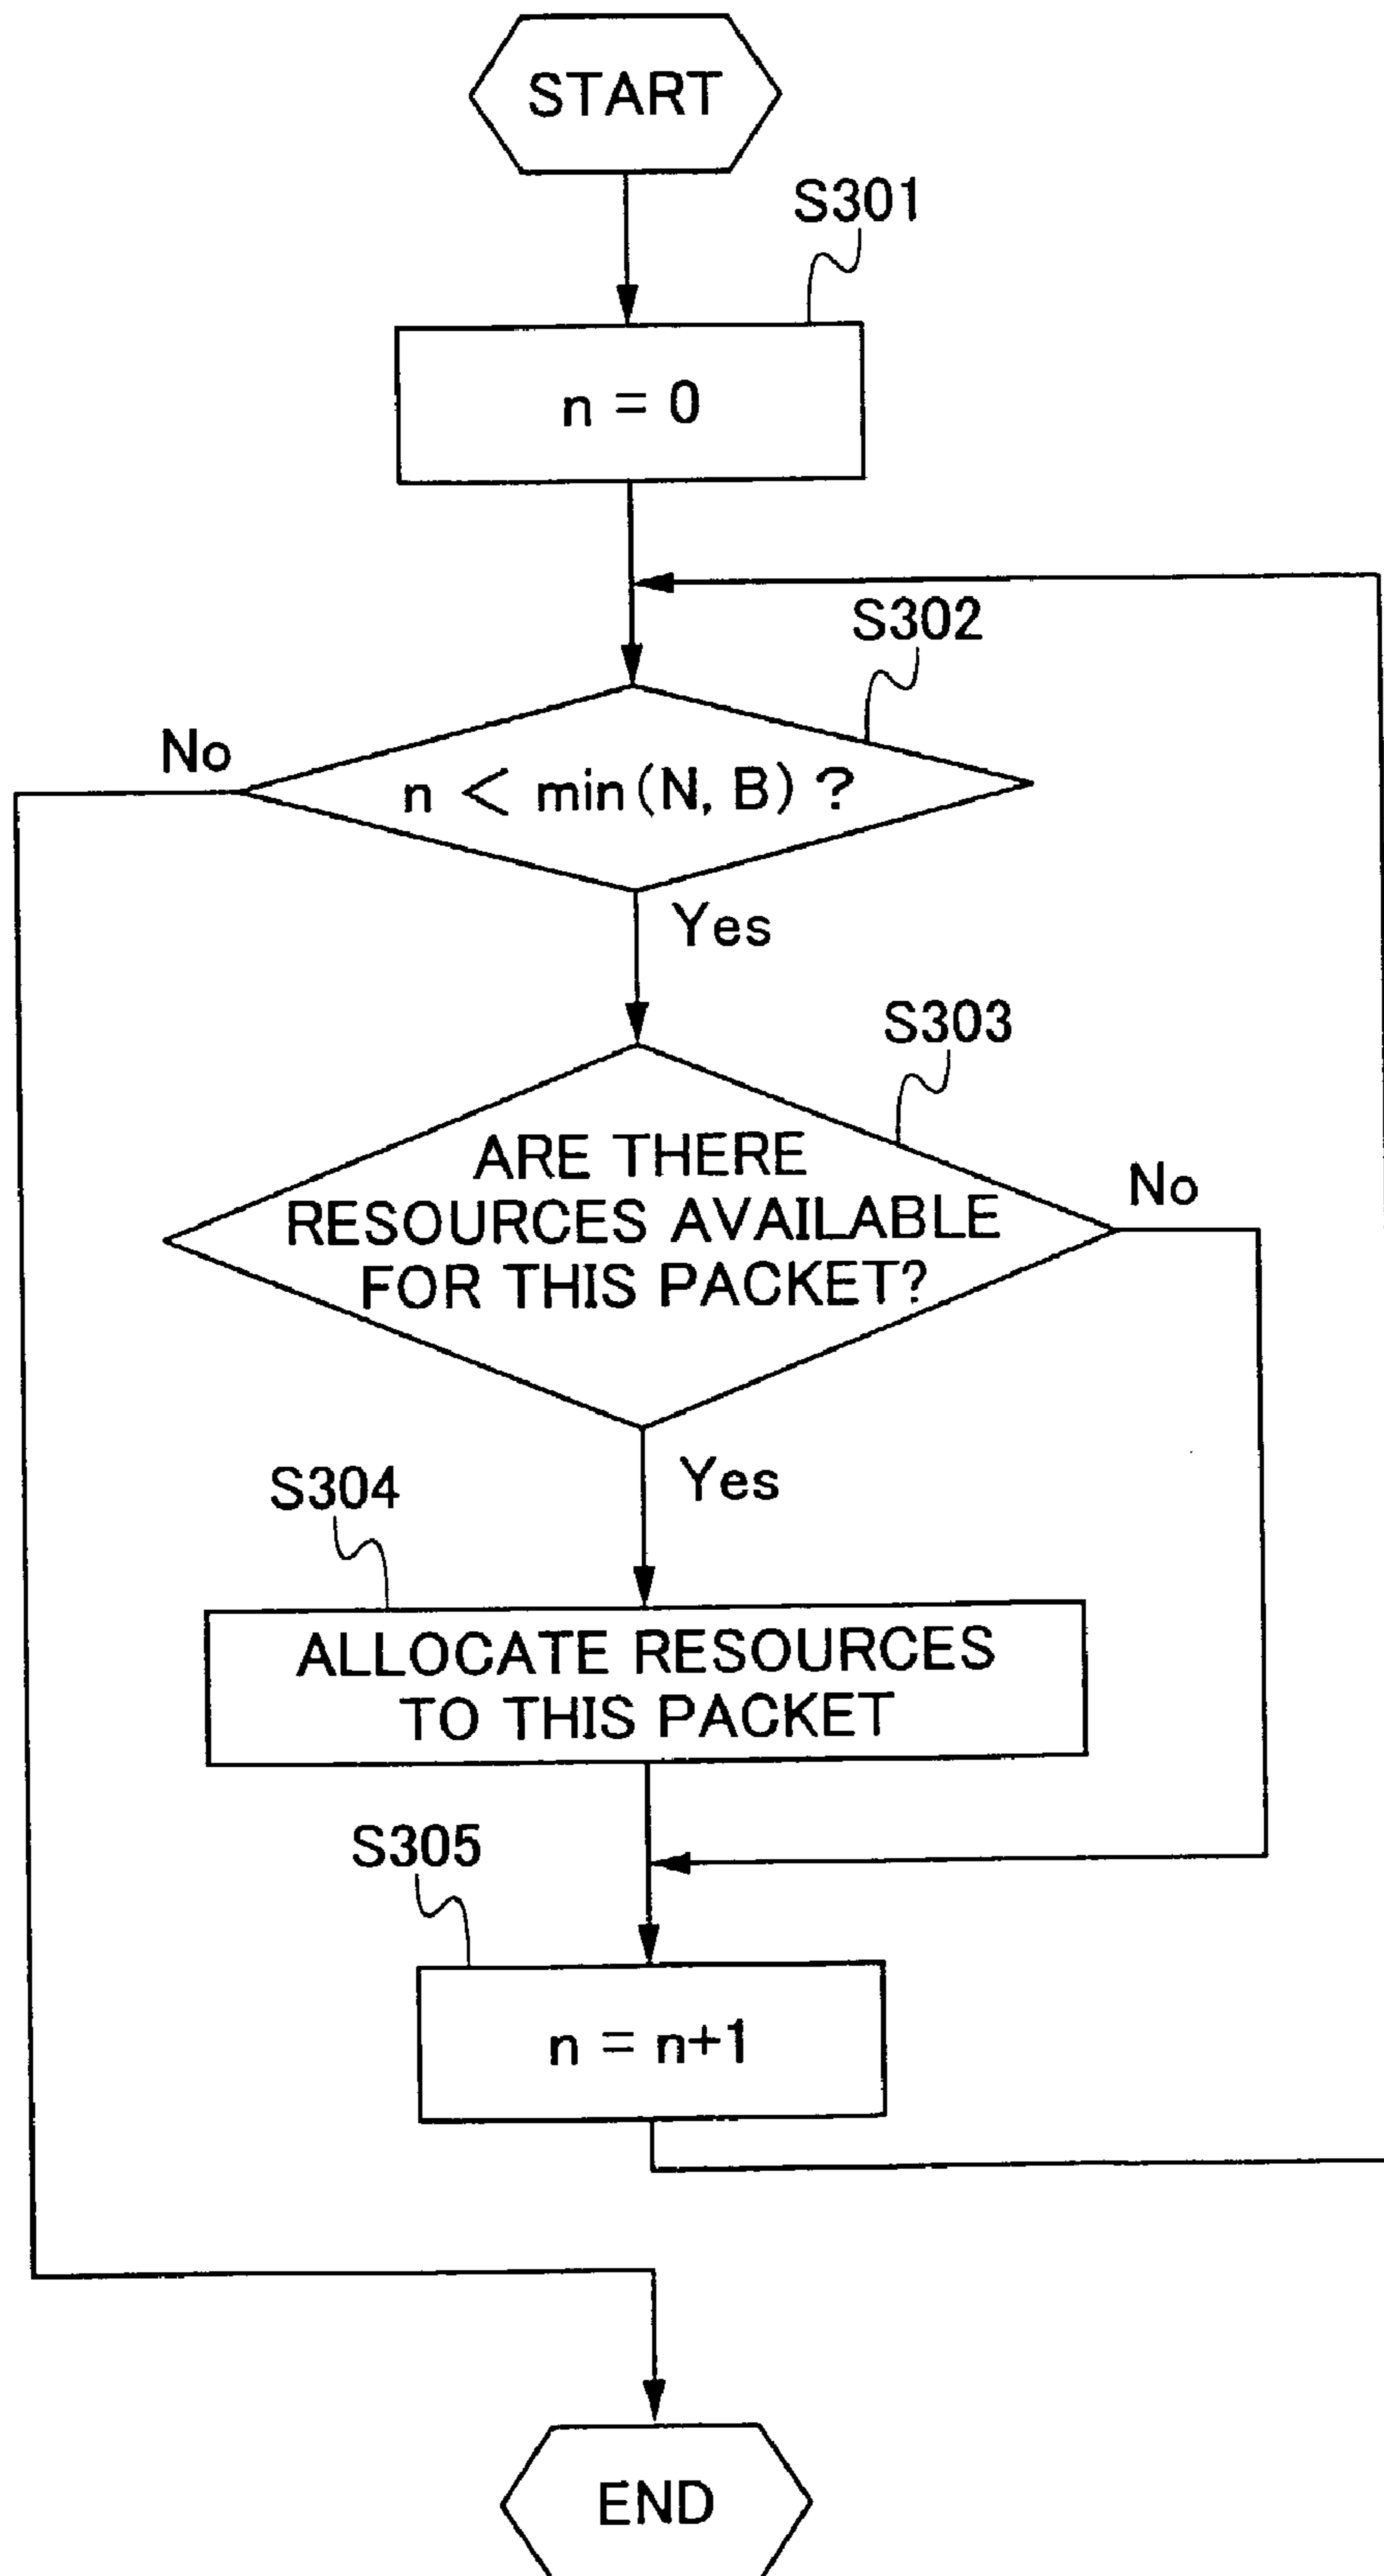 START
S301
n = 0
S302
No
n < min(N, B) ?
Yes
S303
ARE THERE
RESOURCES AVAILABLE
FOR THIS PACKET?
No
Yes
S304
ALLOCATE RESOURCES
TO THIS PACKET
S305
n = n+1
END